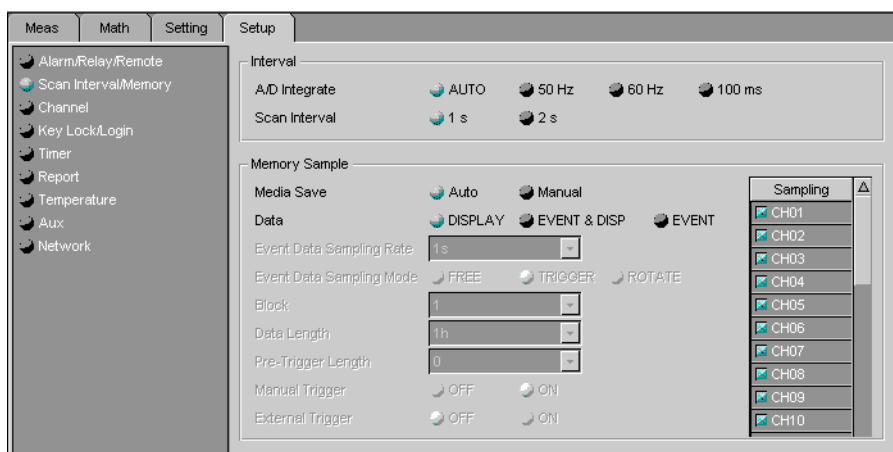 Meas Math Setting Setup
Alarm/Relay/Remote
Scan Interval/Memory
Channel
Key Lock/Login
Timer
Report
Temperature
Aux
Network
Interval
A/D Integrate AUTO 50 Hz 60 Hz 100 ms
Scan Interval 1 s 2 s
Memory Sample
Media Save Auto Manual
Data DISPLAY EVENT & DISP EVENT
Event Data Sampling Rate 1s
Event Data Sampling Mode FREE TRIGGER ROTATE
Block 1
Data Length 1h
Pre-Trigger Length 0
Manual Trigger OFF ON
External Trigger OFF ON
Sampling
CH01
CH02
CH03
CH04
CH05
CH06
CH07
CH08
CH09
CH10